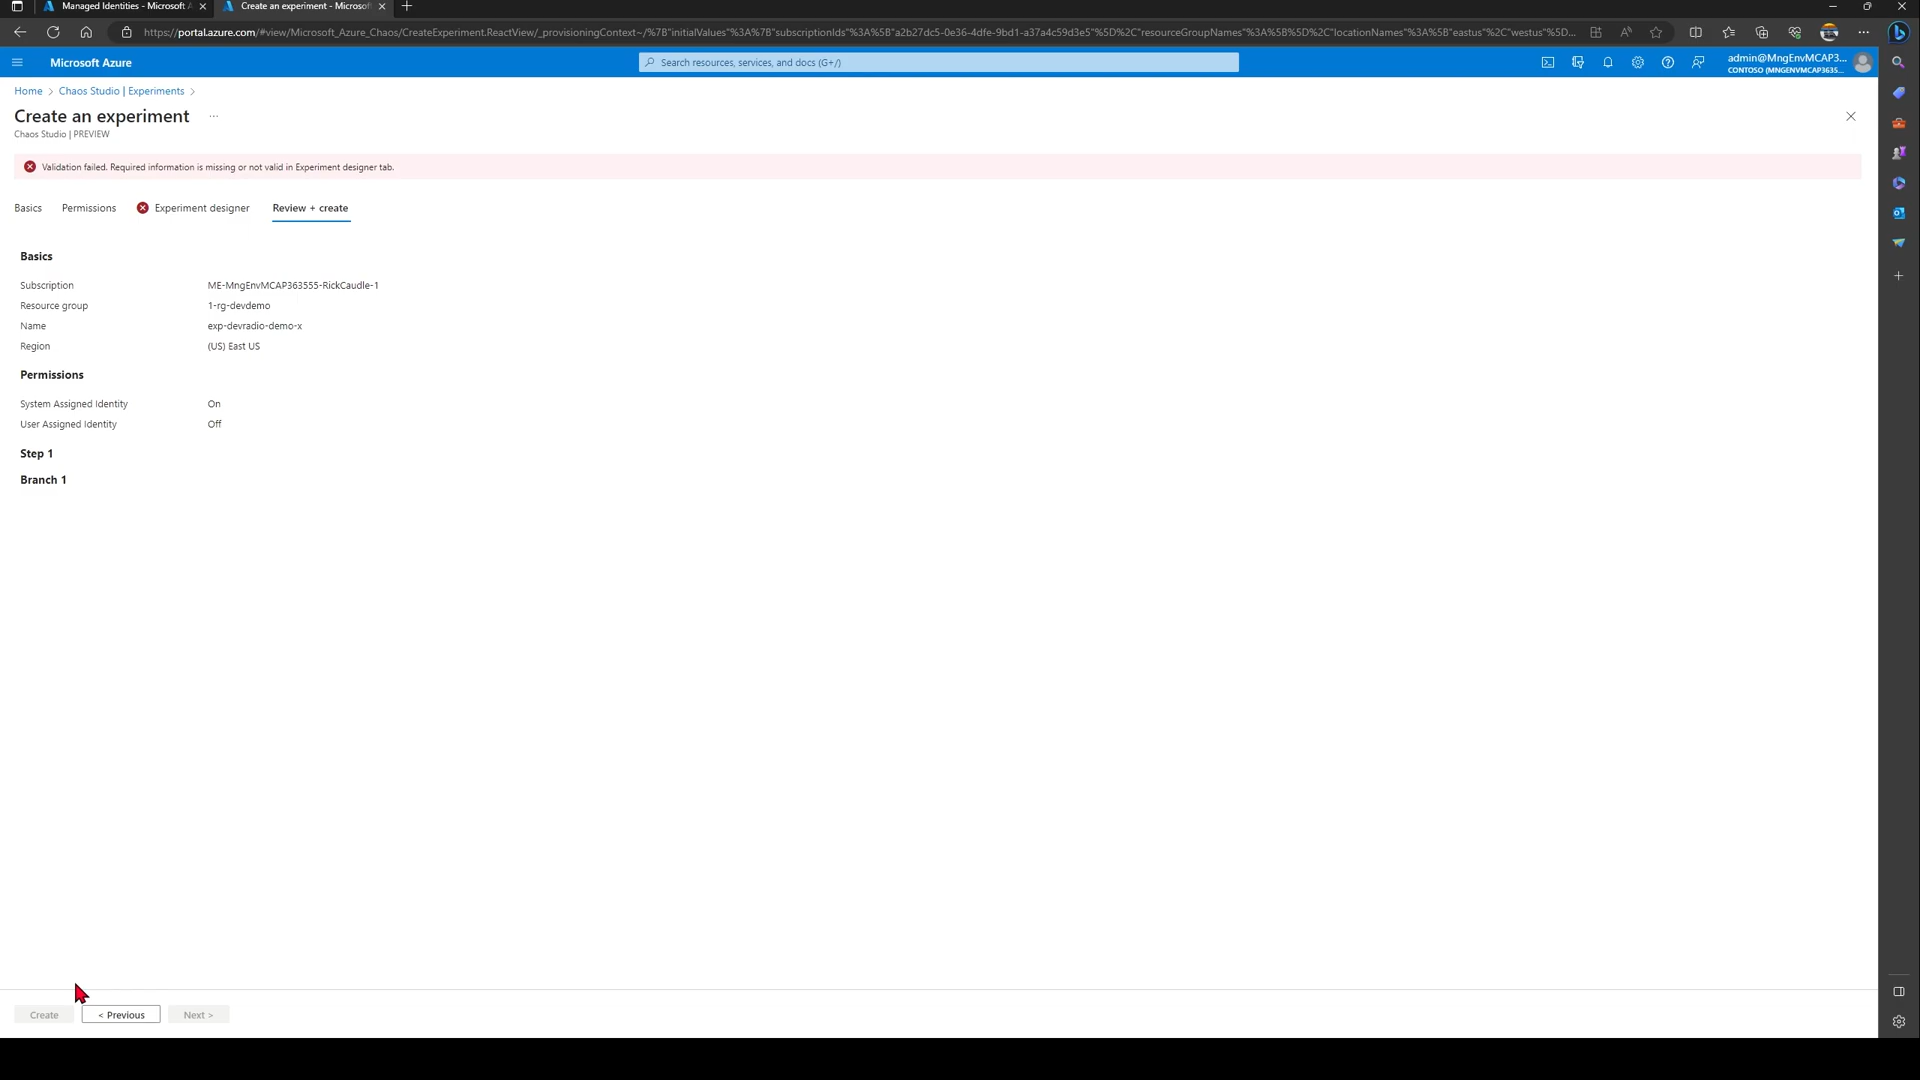 Managed Identities - Microsoft A
Create an experiment - Microsoft
https://portal.azure.com/#view/Microsoft_Azure_Chaos/CreateExperiment.ReactView/_provisioningContext~/%7B"initialValues"%3A%7B"subscriptionIds"%3A%5B"a2b27dc5-0e36-4dfe-9bd1-a37a4c59d3e5"%5D%2C"resourceGroupNames"%3A%5B%5D%2C"locationNames"%3A%5B"eastus"%2C"westus"%5D...
Microsoft Azure
Search resources, services, and docs (G+/)
admin@MngEnvMCAP3...
CONTOSO (MNGENVMCAP3635...
Home > Chaos Studio | Experiments >
Create an experiment ...
Chaos Studio | PREVIEW
Validation failed. Required information is missing or not valid in Experiment designer tab.
Basics Permissions Experiment designer Review + create
Basics
Subscription ME-MngEnvMCAP363555-RickCaudle-1
Resource group 1-rg-devdemo
Name exp-devradio-demo-x
Region (US) East US
Permissions
System Assigned Identity On
User Assigned Identity Off
Step 1
Branch 1
Create < Previous Next >